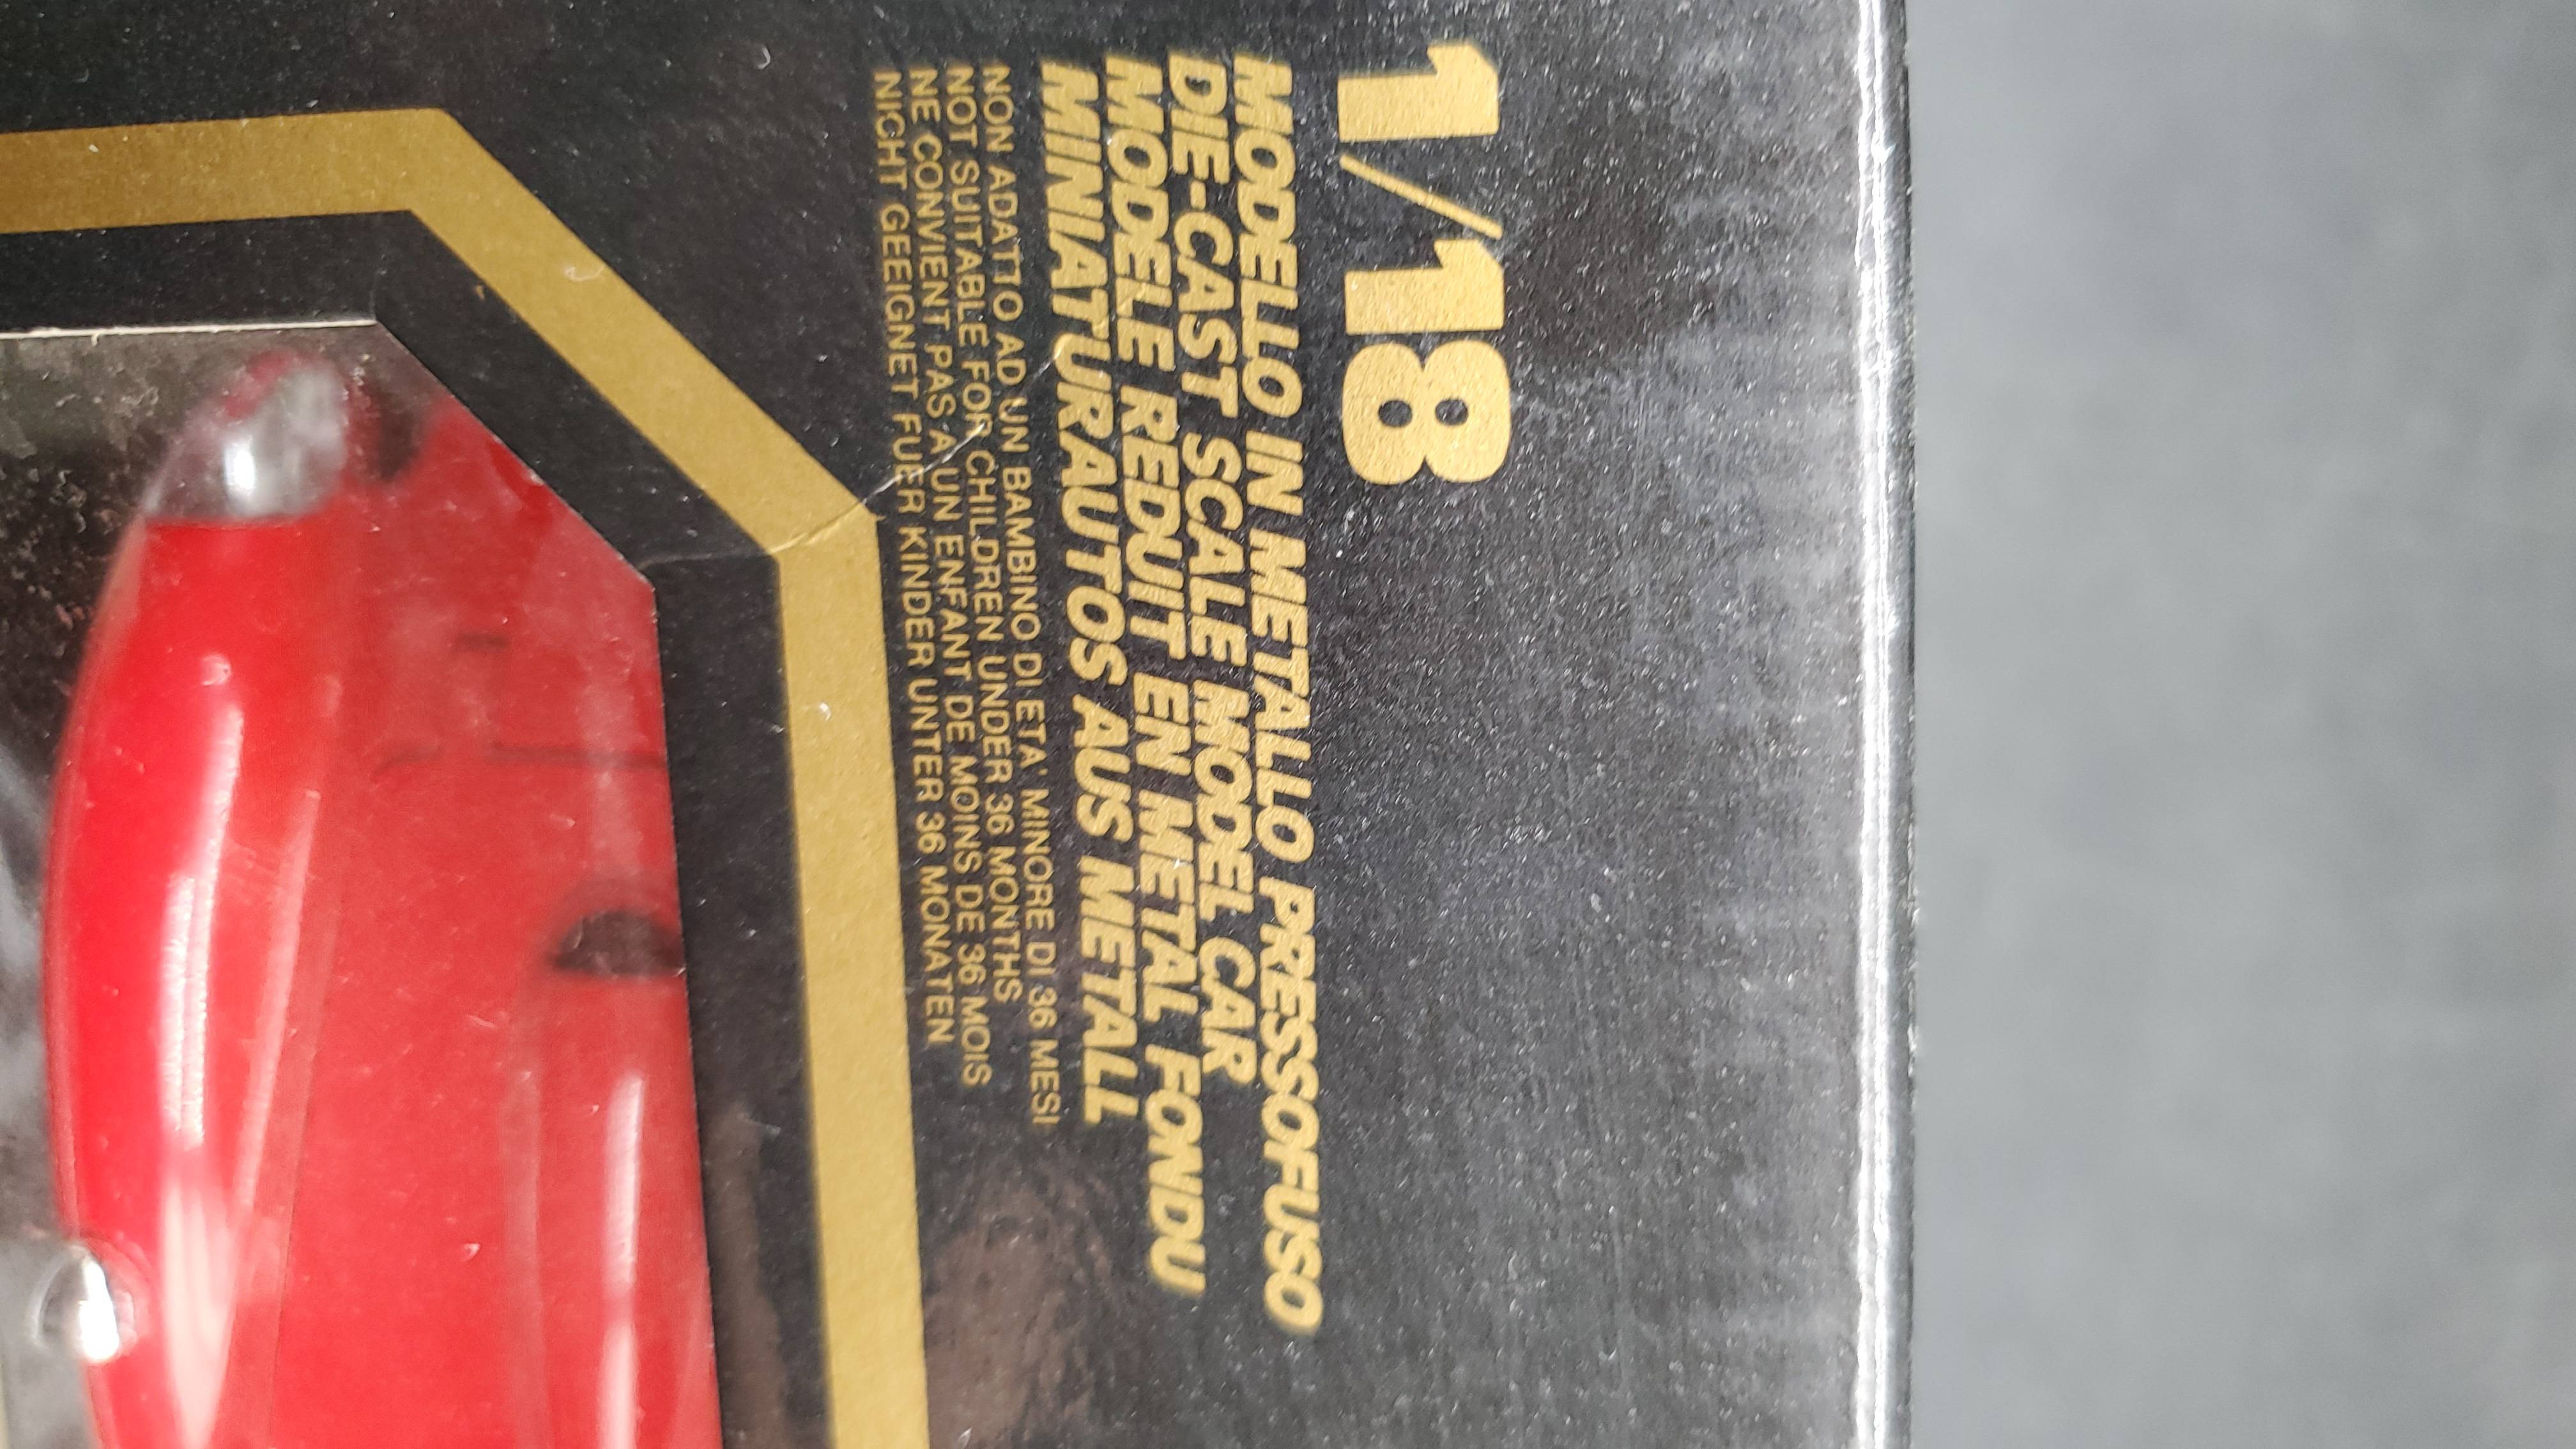 1/18
MODELLO IN METALLO PRESSOFUSO
DIE-CAST SCALE MODEL CAR
MODELE REDUIT EN METAL FONDU
MINIATURAUTOS AUS METALL
NON ADATTO AD UN BAMBINO DI ETA' MINORE DI 36 MESI
NOT SUITABLE FOR CHILDREN UNDER 36 MONTHS
NE CONVIENT PAS A UN ENFANT DE MOINS DE 36 MOIS
NICHT GEEIGNET FUER KINDER UNTER 36 MONATEN